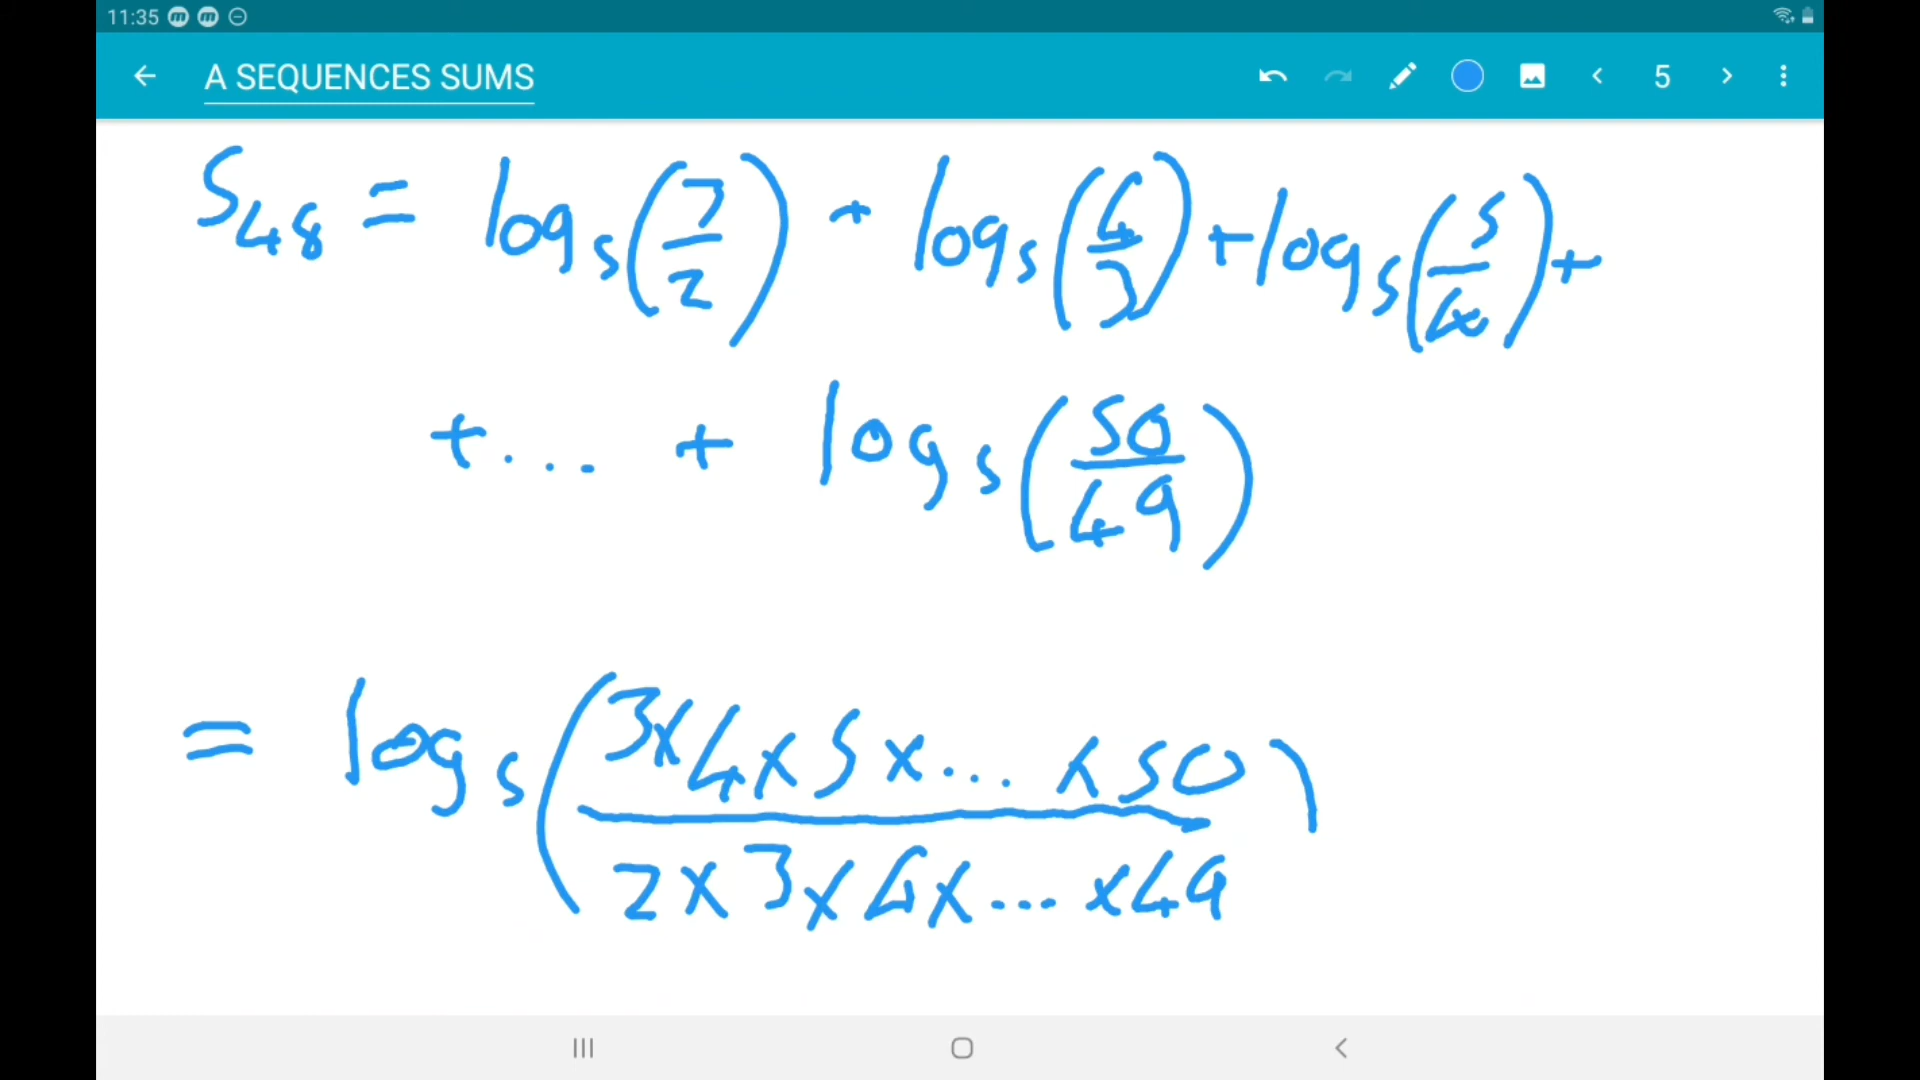 11:35
A SEQUENCES SUMS 5
S₄₈ = log₅(3/2) + log₅(4/3) + log₅(5/4) +
+ ... + log₅(50/49)
= log₅((3×4×5×...×50)/(2×3×4×...×49))